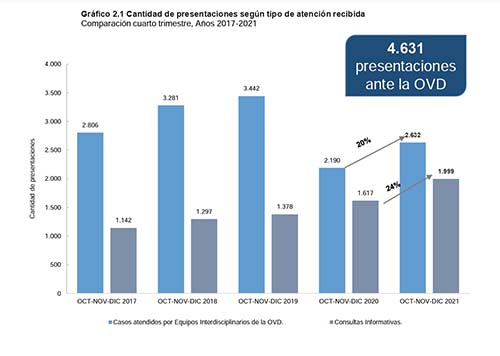 Gráfico 2.1 Cantidad de presentaciones según tipo de atención recibida
Comparación cuarto trimestre, Años 2017-2021
4.631
presentaciones
ante la OVD
Cantidad de presentaciones
4.000
3.500
3.000
2.500
2.000
1.500
1.000
500
0.000
2.806
1.142
3.281
1.297
3.442
1.378
2.190
1.617
20%
24%
2.632
1.999
OCT-NOV-DIC 2017
OCT-NOV-DIC 2018
OCT-NOV-DIC 2019
OCT-NOV-DIC 2020
OCT-NOV-DIC 2021
Casos atendidos por Equipos Interdisciplinarios de la OVD.
Consultas Informativas.